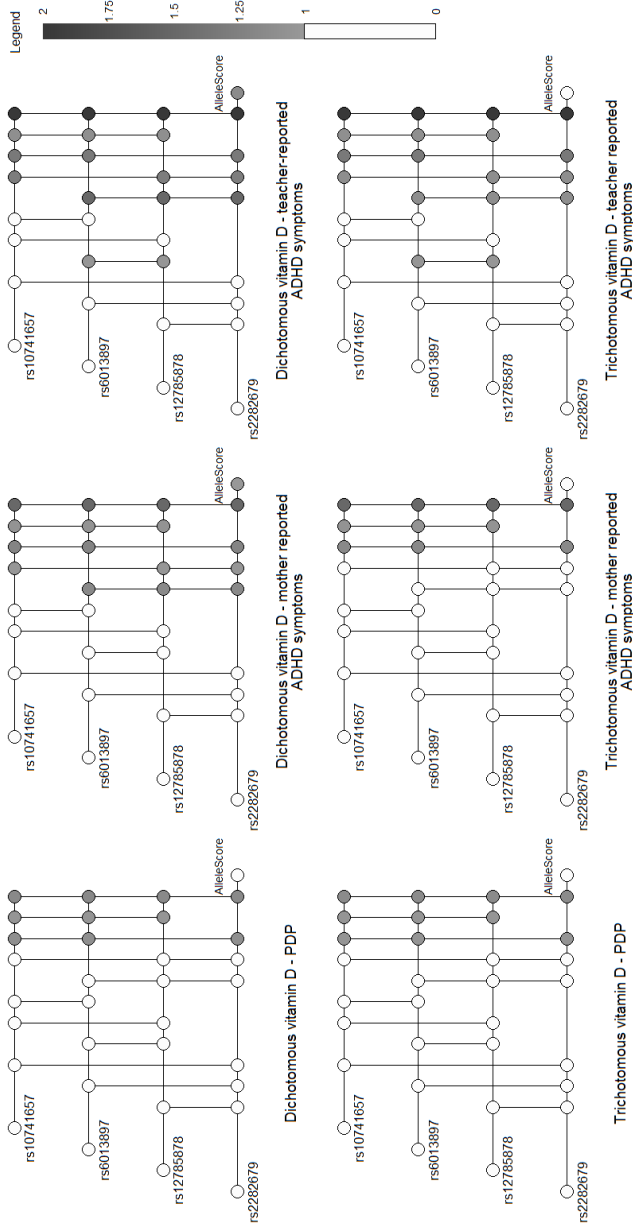 Legend
2
1.75
1.5
1.25
1
0
rs10741657
rs6013897
rs12785878
rs2282679
AlleleScore
Dichotomous vitamin D - PDP
rs10741657
rs6013897
rs12785878
rs2282679
AlleleScore
Dichotomous vitamin D - mother reported
ADHD symptoms
rs10741657
rs6013897
rs12785878
rs2282679
AlleleScore
Dichotomous vitamin D - teacher-reported
ADHD symptoms
rs10741657
rs6013897
rs12785878
rs2282679
AlleleScore
Trichotomous vitamin D - PDP
rs10741657
rs6013897
rs12785878
rs2282679
AlleleScore
Trichotomous vitamin D - mother reported
ADHD symptoms
rs10741657
rs6013897
rs12785878
rs2282679
AlleleScore
Trichotomous vitamin D - teacher reported
ADHD symptoms